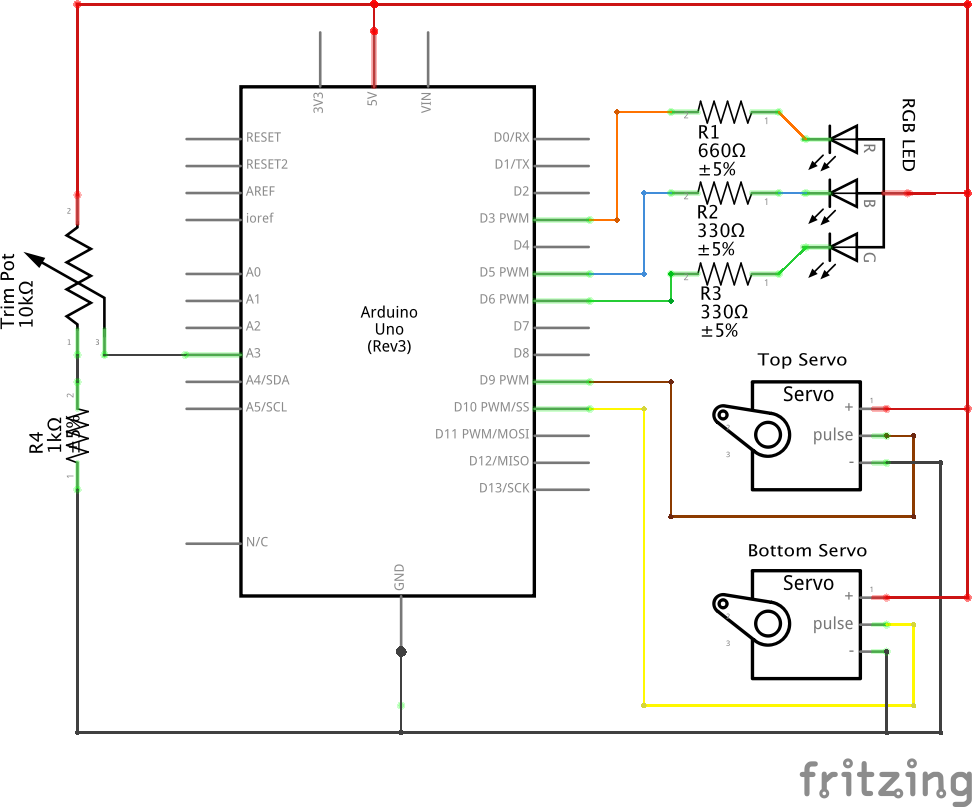 3V3
5V
VIN
RESET
RESET2
AREF
ioref
A0
A1
A2
A3
A4/SDA
A5/SCL
N/C
Arduino
Uno
(Rev3)
D0/RX
D1/TX
D2
D3 PWM
D4
D5 PWM
D6 PWM
D7
D8
D9 PWM
D10 PWM/SS
D11 PWM/MOSI
D12/MISO
D13/SCK
GND
2
Trim Pot
10kΩ
1
3
2
R4
1kΩ
±5%
1
2
1
R1
660Ω
±5%
2
1
R2
330Ω
±5%
2
1
R3
330Ω
±5%
RGB LED
R
B
G
Top Servo
Servo
+
1
pulse
2
-
3
Bottom Servo
Servo
+
1
pulse
2
-
3
fritzing